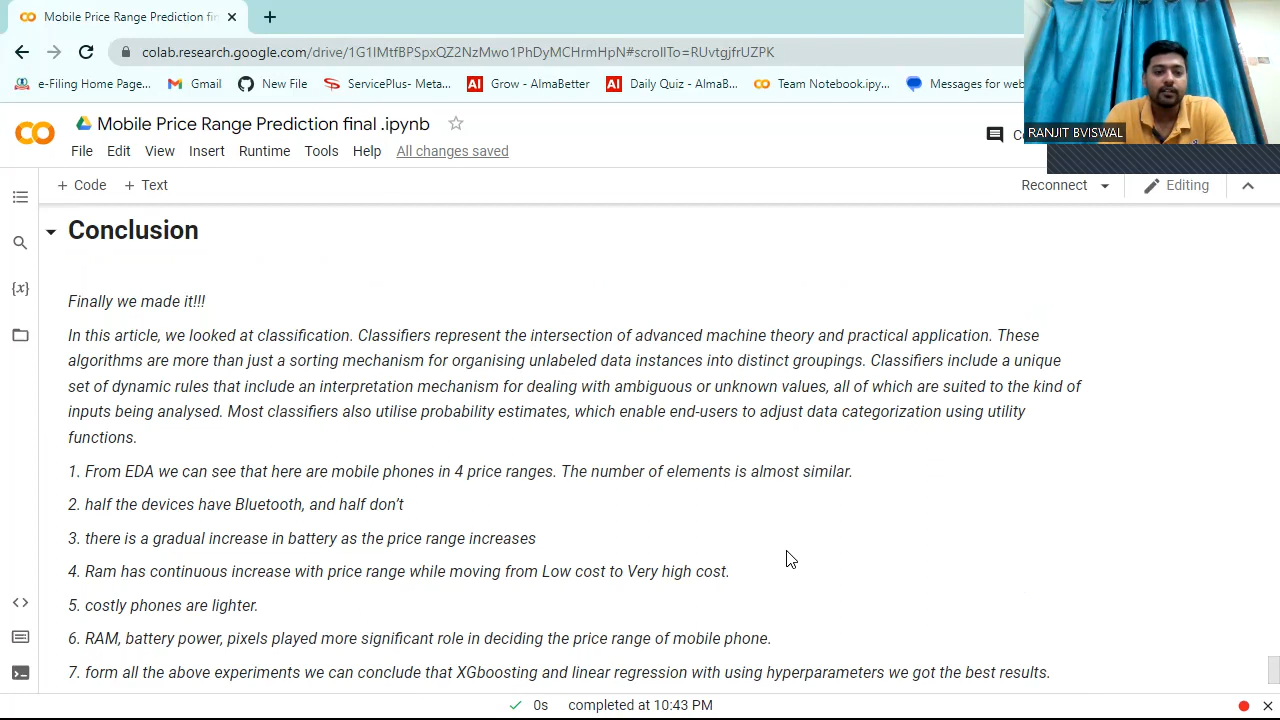 Mobile Price Range Prediction fin
colab.research.google.com/drive/1G1lMtfBPSpxQZ2NzMwo1PhDyMCHrmHpN#scrollTo=RUvtgjfrUZPK
e-Filing Home Page... Gmail New File ServicePlus- Meta... AI Grow - AlmaBetter AI Daily Quiz - AlmaB... Team Notebook.ipy... Messages for web
RANJIT BVISWAL
Mobile Price Range Prediction final .ipynb
File Edit View Insert Runtime Tools Help All changes saved
+ Code + Text Reconnect Editing
Conclusion
Finally we made it!!!
In this article, we looked at classification. Classifiers represent the intersection of advanced machine theory and practical application. These
algorithms are more than just a sorting mechanism for organising unlabeled data instances into distinct groupings. Classifiers include a unique
set of dynamic rules that include an interpretation mechanism for dealing with ambiguous or unknown values, all of which are suited to the kind of
inputs being analysed. Most classifiers also utilise probability estimates, which enable end-users to adjust data categorization using utility
functions.
1. From EDA we can see that here are mobile phones in 4 price ranges. The number of elements is almost similar.
2. half the devices have Bluetooth, and half don't
3. there is a gradual increase in battery as the price range increases
4. Ram has continuous increase with price range while moving from Low cost to Very high cost.
5. costly phones are lighter.
6. RAM, battery power, pixels played more significant role in deciding the price range of mobile phone.
7. form all the above experiments we can conclude that XGboosting and linear regression with using hyperparameters we got the best results.
0s completed at 10:43 PM